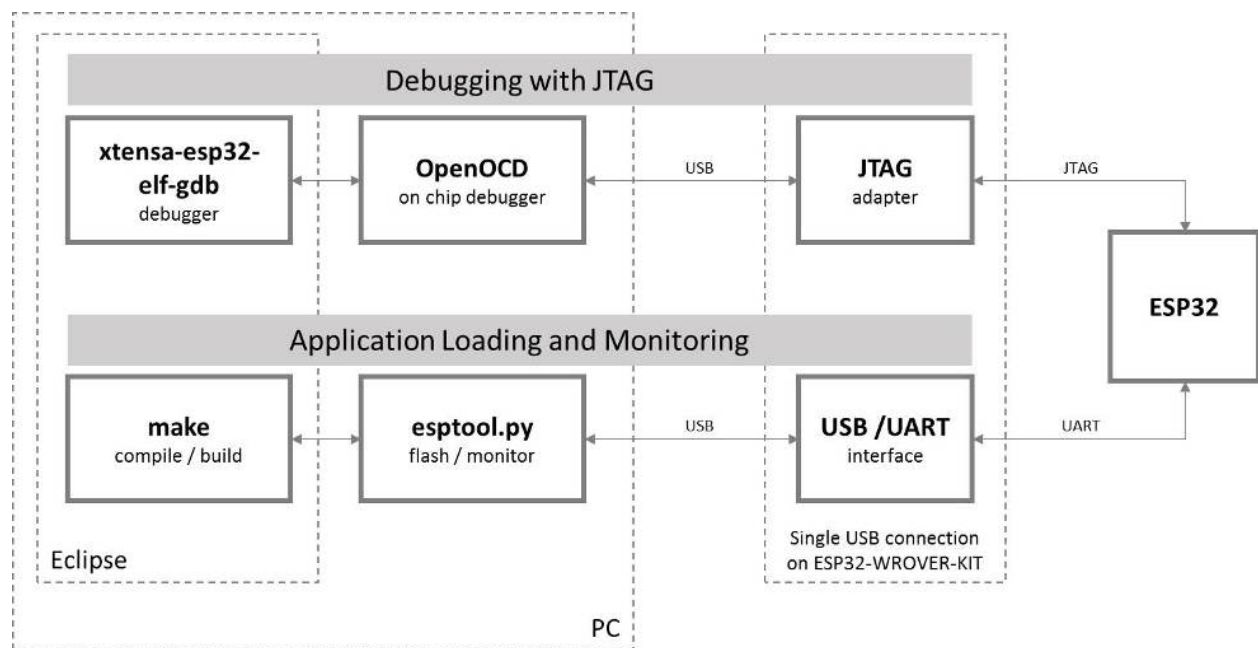 Debugging with JTAG
xtensa-esp32-
elf-gdb
debugger
OpenOCD
on chip debugger
USB
JTAG
adapter
JTAG
ESP32
Application Loading and Monitoring
make
compile / build
esptool.py
flash / monitor
USB
USB /UART
interface
UART
Eclipse
Single USB connection
on ESP32-WROVER-KIT
PC